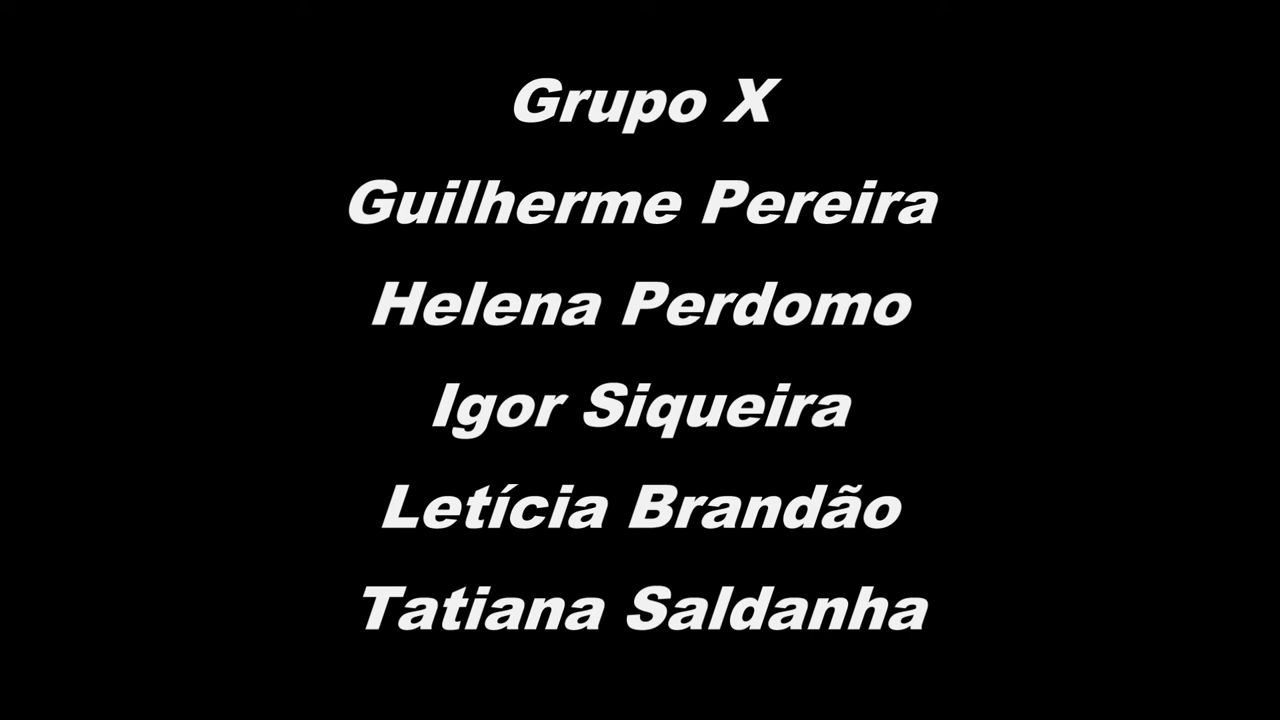 Grupo X
Guilherme Pereira
Helena Perdomo
Igor Siqueira
Letícia Brandão
Tatiana Saldanha